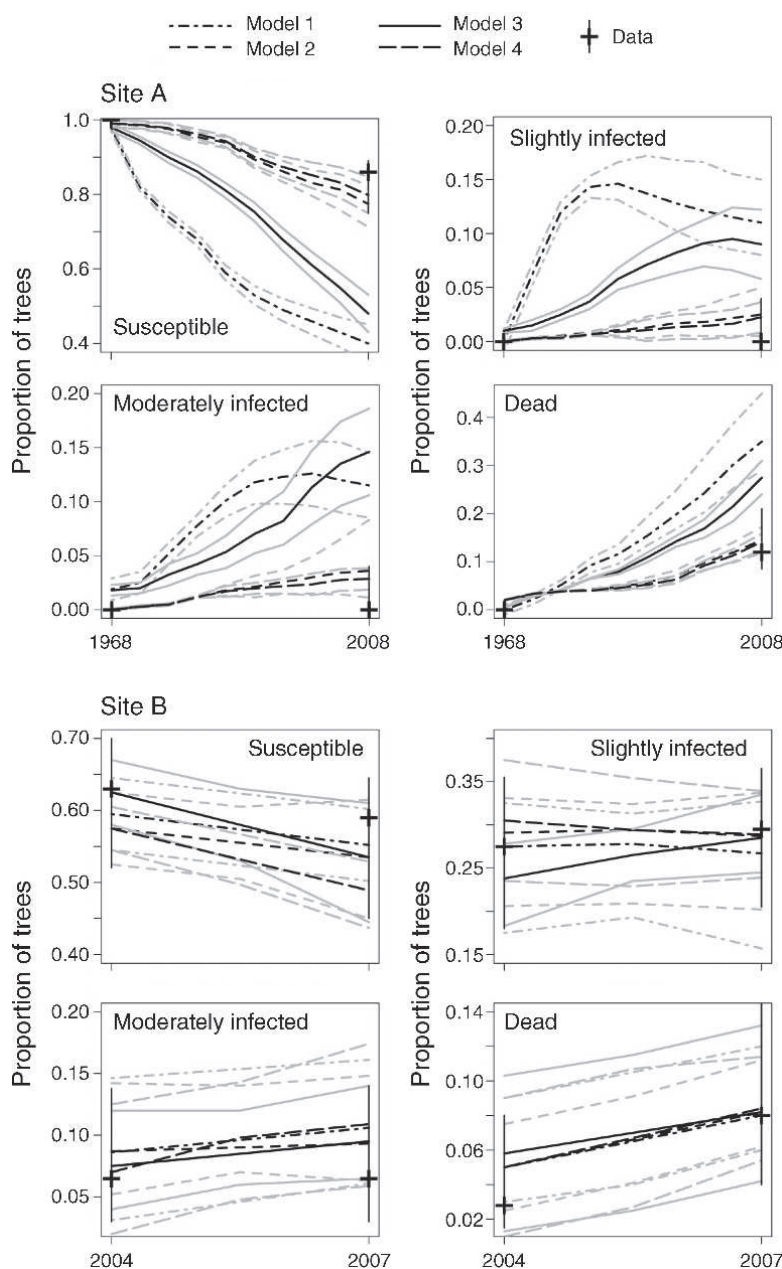 Model 1 Model 3 Data
Model 2 Model 4
Site A
Proportion of trees
1.0
0.8
0.6
0.4
Susceptible
0.20
0.15
0.10
0.05
0.00
Slightly infected
Proportion of trees
0.20
0.15
0.10
0.05
0.00
Moderately infected
1968 2008
0.4
0.3
0.2
0.1
0.0
Dead
1968 2008
Site B
Proportion of trees
0.70
0.60
0.50
0.40
Susceptible
0.35
0.25
0.15
Slightly infected
Proportion of trees
0.20
0.15
0.10
0.05
Moderately infected
2004 2007
0.14
0.10
0.06
0.02
Dead
2004 2007